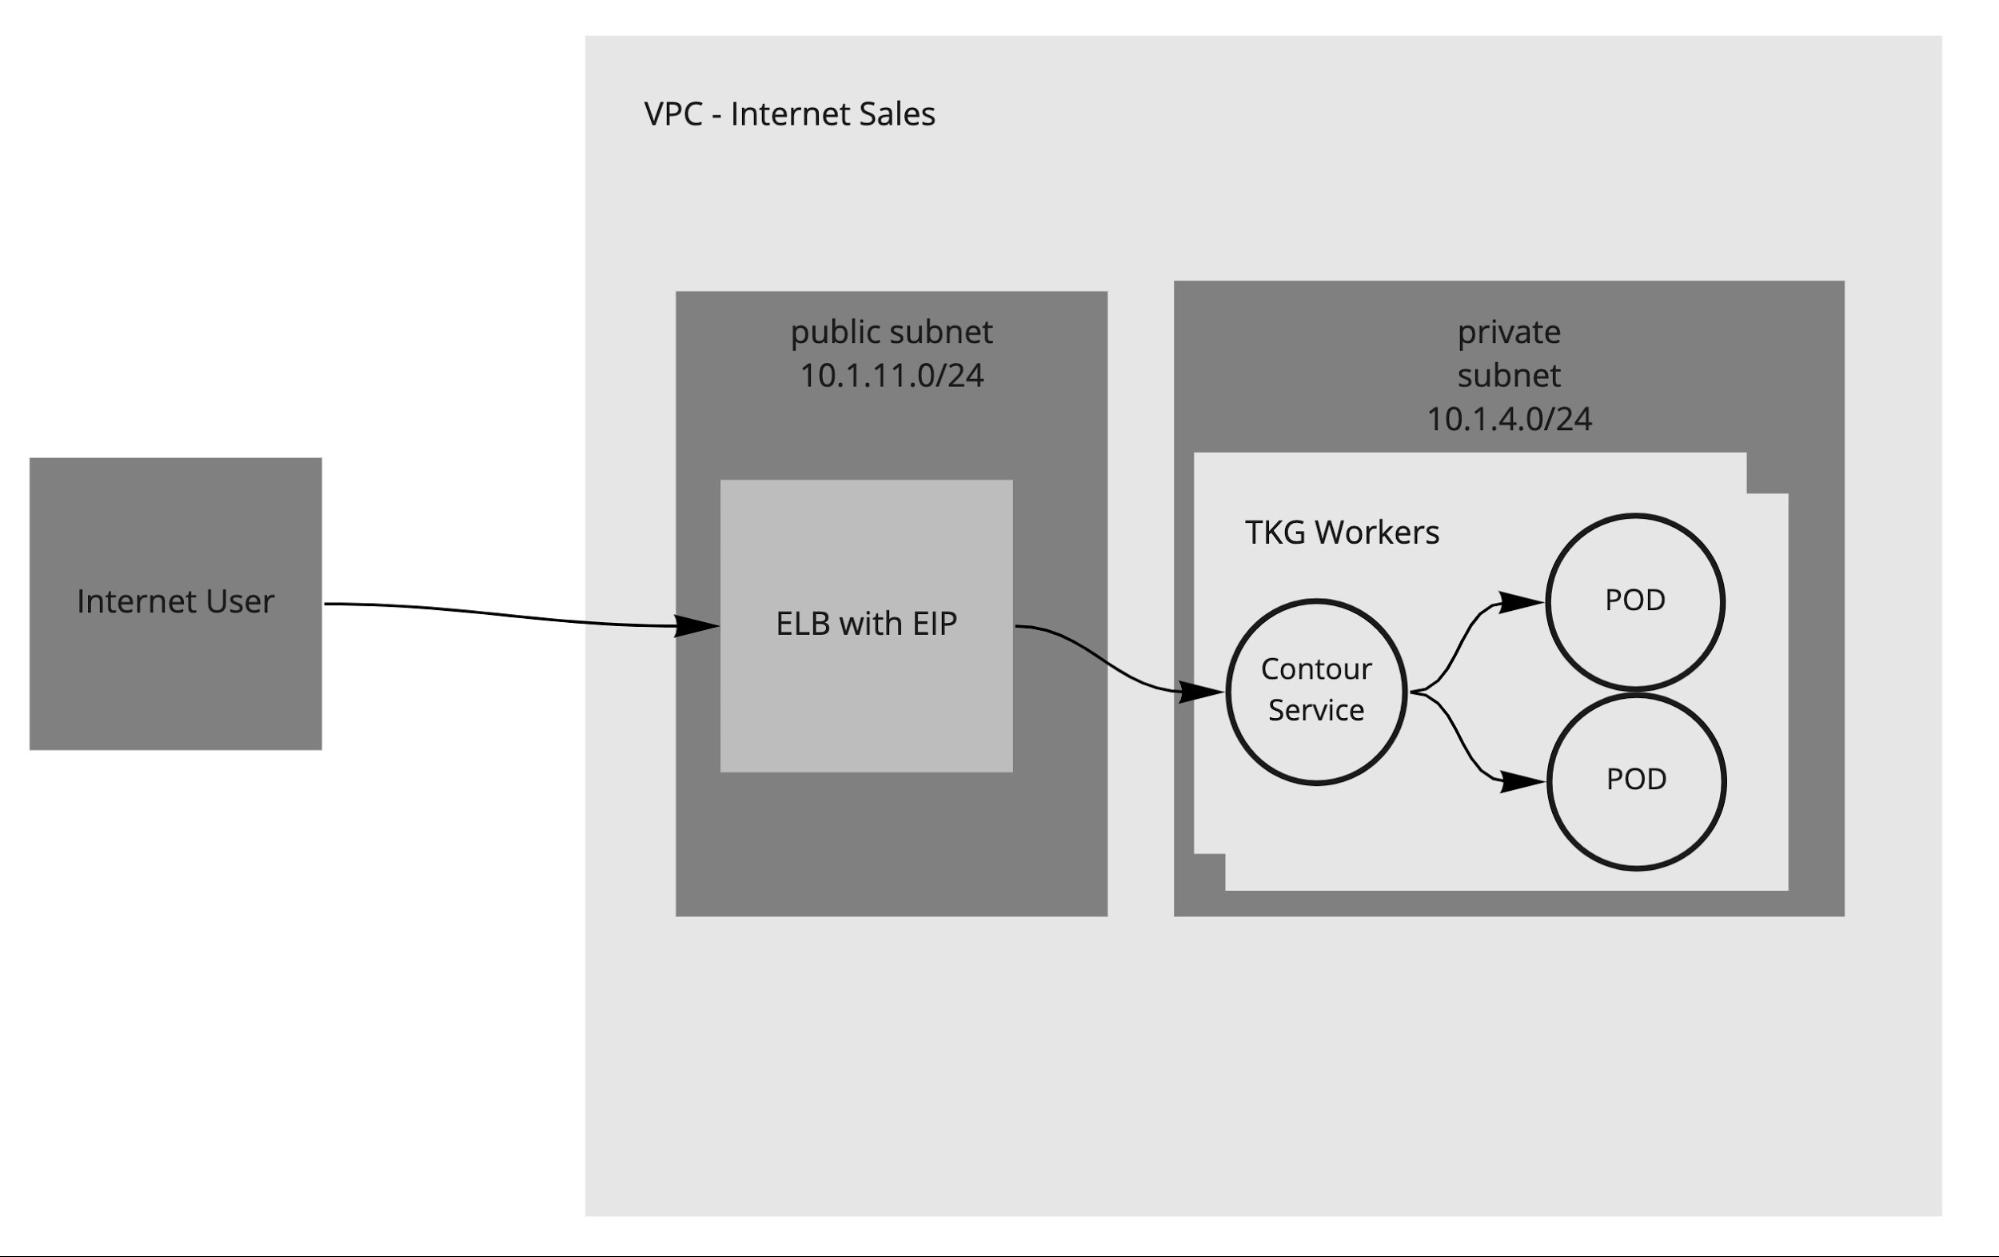 VPC - Internet Sales
public subnet
10.1.11.0/24
private
subnet
10.1.4.0/24
Internet User
ELB with EIP
TKG Workers
Contour
Service
POD
POD